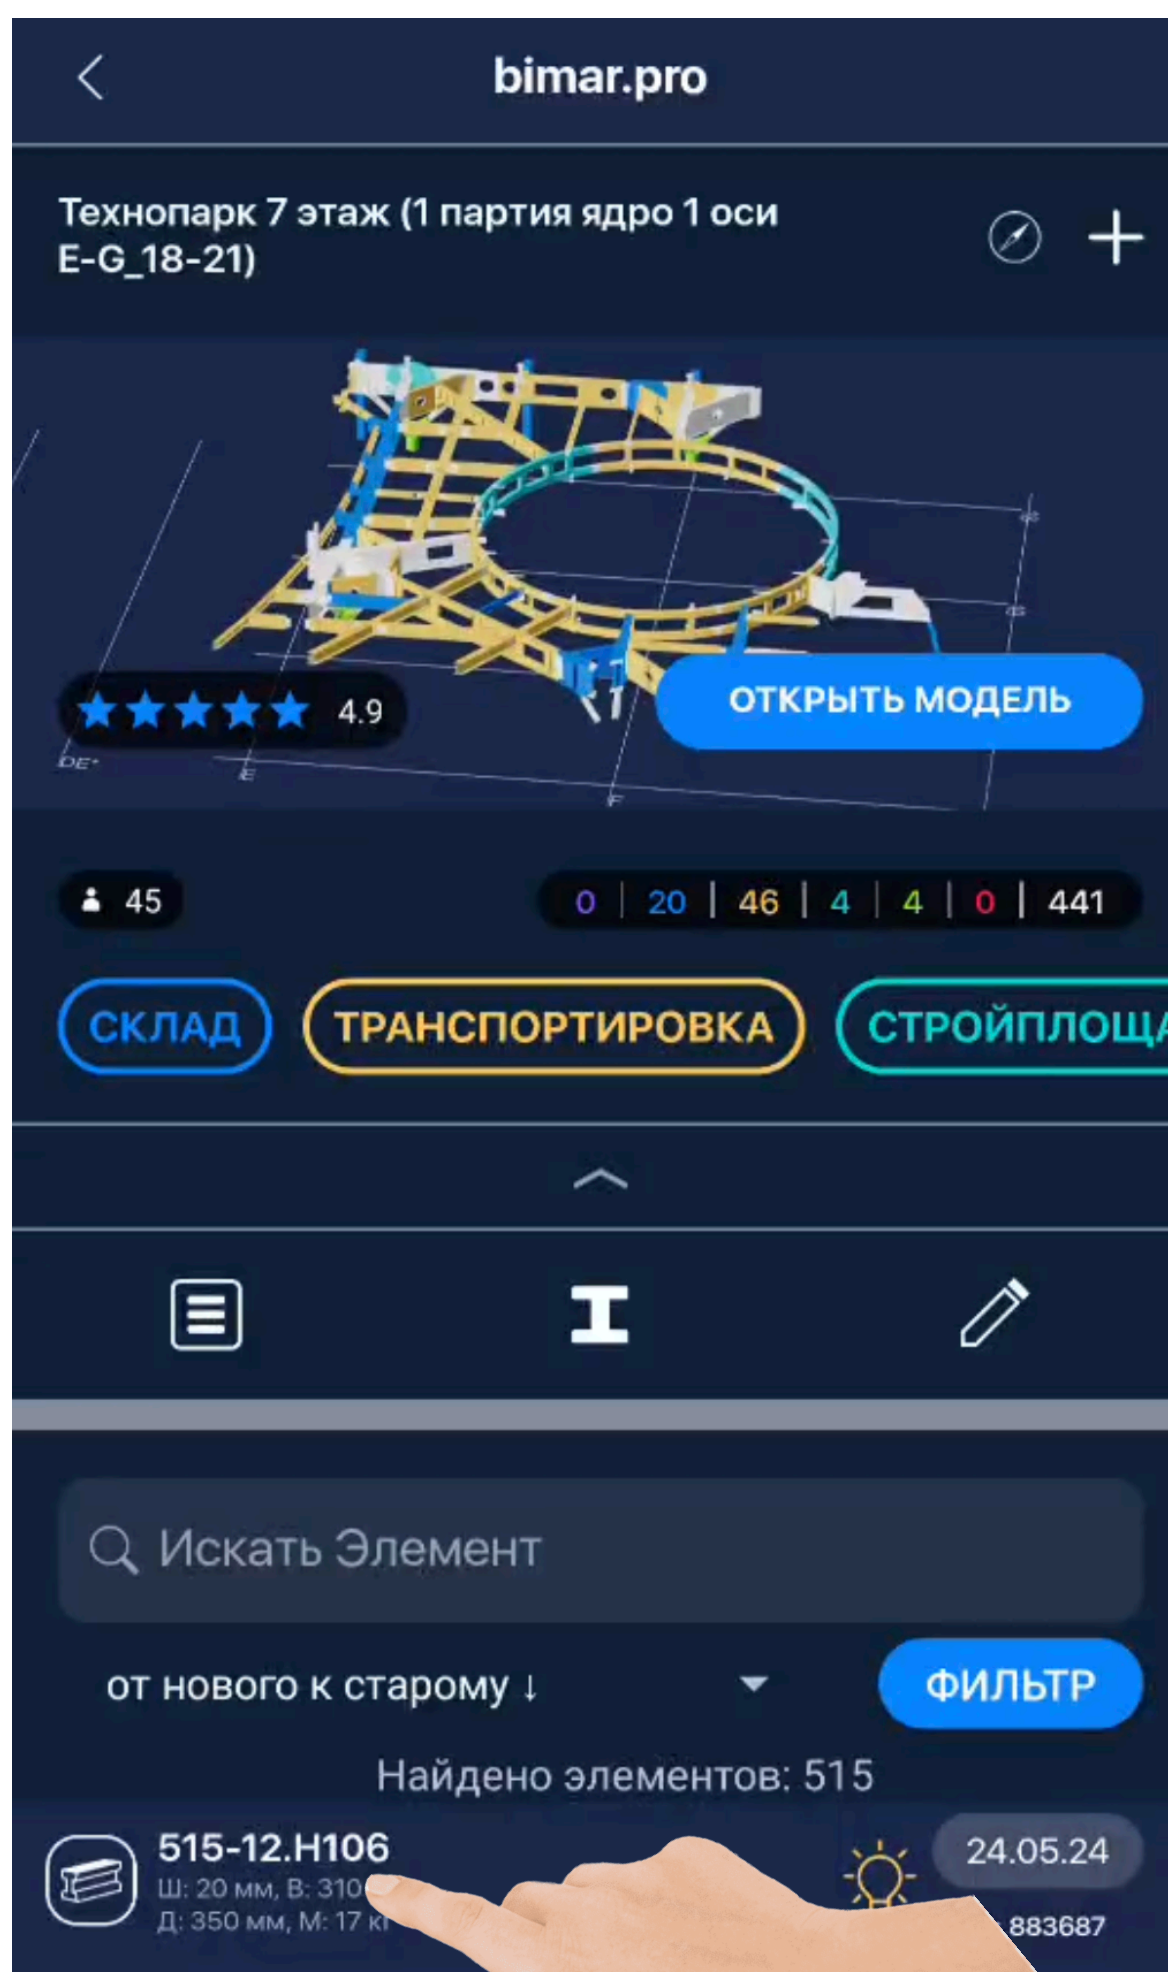 bimar.pro
Технопарк 7 этаж (1 партия ядро 1 оси
E-G_18-21)
4.9
ОТКРЫТЬ МОДЕЛЬ
DE*
E
F
45
0 | 20 | 46 | 4 | 4 | 0 | 441
СКЛАД
ТРАНСПОРТИРОВКА
СТРОЙПЛОЩА
Искать Элемент
от нового к старому ↓
ФИЛЬТР
Найдено элементов: 515
515-12.H106
24.05.24
Ш: 20 мм, В: 310
Д: 350 мм, М: 17 кг
883687